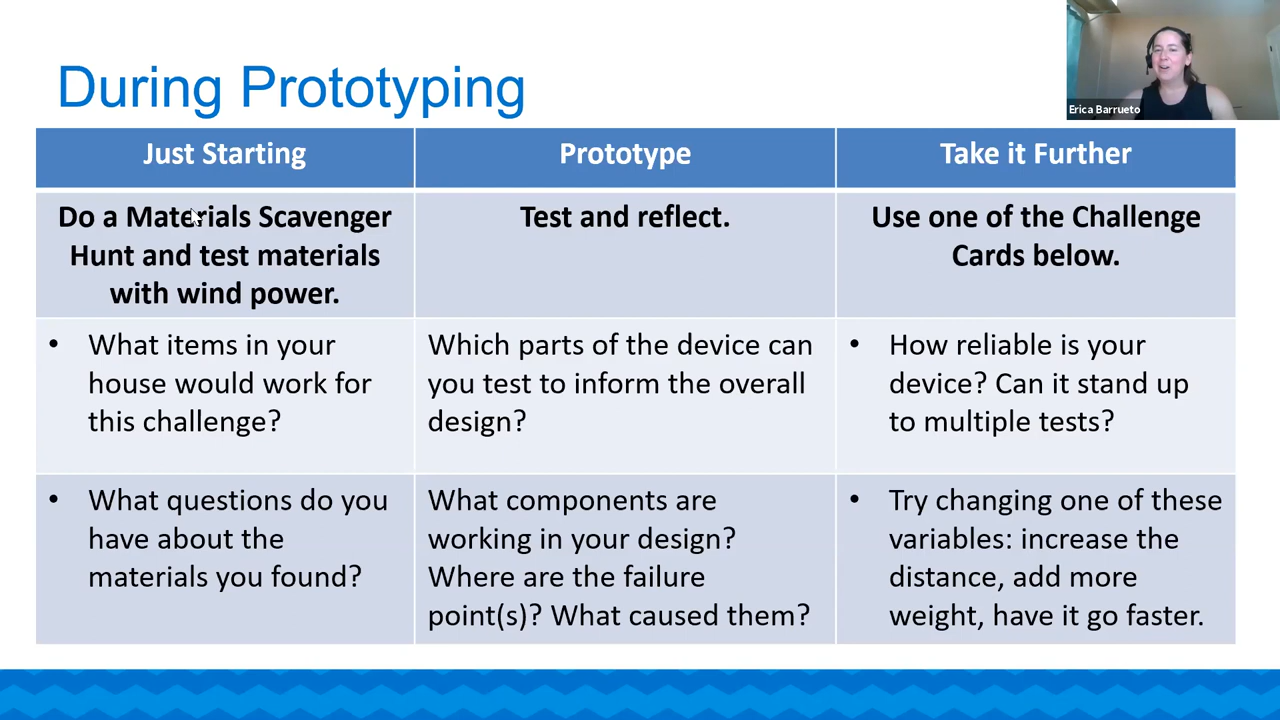 During Prototyping
Erica Barrueto
Just Starting
Prototype
Take it Further
Do a Materials Scavenger
Hunt and test materials
with wind power.
Test and reflect.
Use one of the Challenge
Cards below.
• What items in your
house would work for
this challenge?
Which parts of the device can
you test to inform the overall
design?
• How reliable is your
device? Can it stand up
to multiple tests?
• What questions do you
have about the
materials you found?
What components are
working in your design?
Where are the failure
point(s)? What caused them?
• Try changing one of these
variables: increase the
distance, add more
weight, have it go faster.